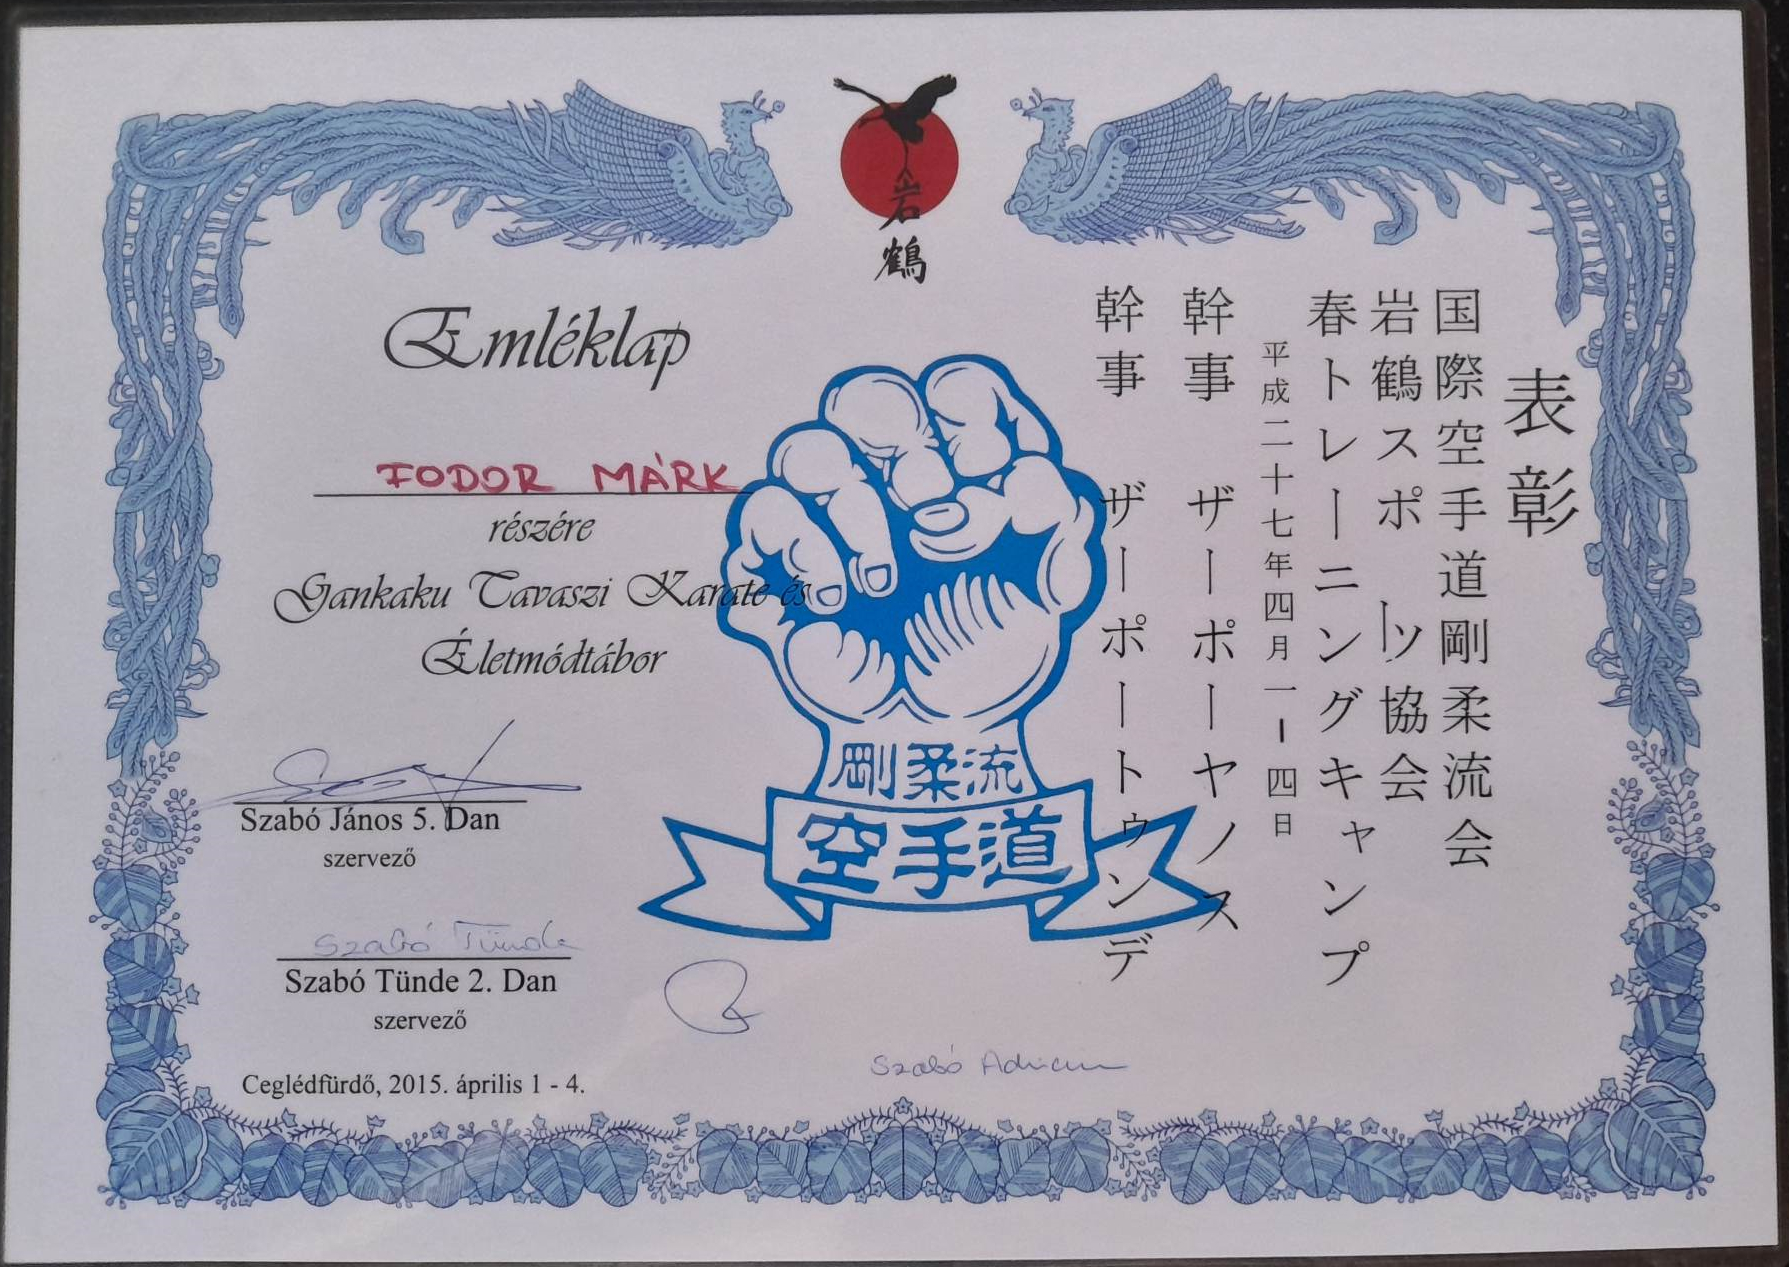 岩鶴
Emléklap
FODOR MÁRK
részére
Gankaku Tavaszi Karate és
Életmódtábor
Szabó János 5. Dan
szervező
Szabó Tünde
Szabó Tünde 2. Dan
szervező
Ceglédfürdő, 2015. április 1 - 4.
剛柔流
空手道
Szabó Adrienn
表彰
国際空手道剛柔流会
岩鶴スポーツ協会
春トレーニングキャンプ
平成二十七年四月一-四日
幹事 ザーポーヤノス
幹事 ザーポートゥンデ